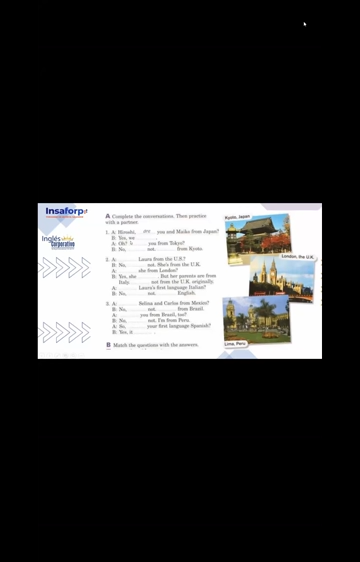 Insaforp
Inglés
Corporativo
A Complete the conversations. Then practice
with a partner.
1. A: Hiroshi, are you and Maiko from Japan?
B: Yes, we
A: Oh? you from Tokyo?
B: No, not. from Kyoto.
2. A: Laura from the U.S.?
B: No, not. She's from the U.K.
A: she from London?
B: Yes, she But her parents are from
Italy. not from the U.K. originally.
A: Laura's first language Italian?
B: No, not. English.
3. A: Selina and Carlos from Mexico?
B: No, not. from Brazil.
A: you from Brazil, too?
B: No, not. I'm from Peru.
A: So, your first language Spanish?
B: Yes, it .
B Match the questions with the answers.
Kyoto, Japan
London, the U.K.
Lima, Peru